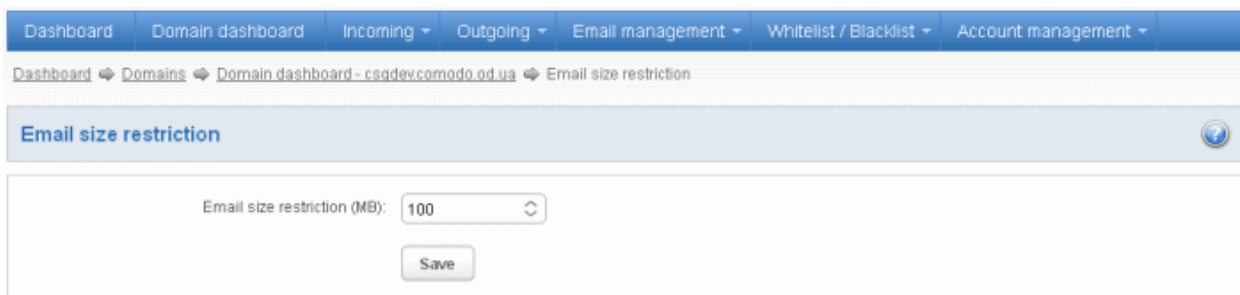 Dashboard Domain dashboard Incoming Outgoing Email management Whitelist / Blacklist Account management
Dashboard Domains Domain dashboard - csqdev.comodo.od.ua Email size restriction
Email size restriction
Email size restriction (MB): 100
Save